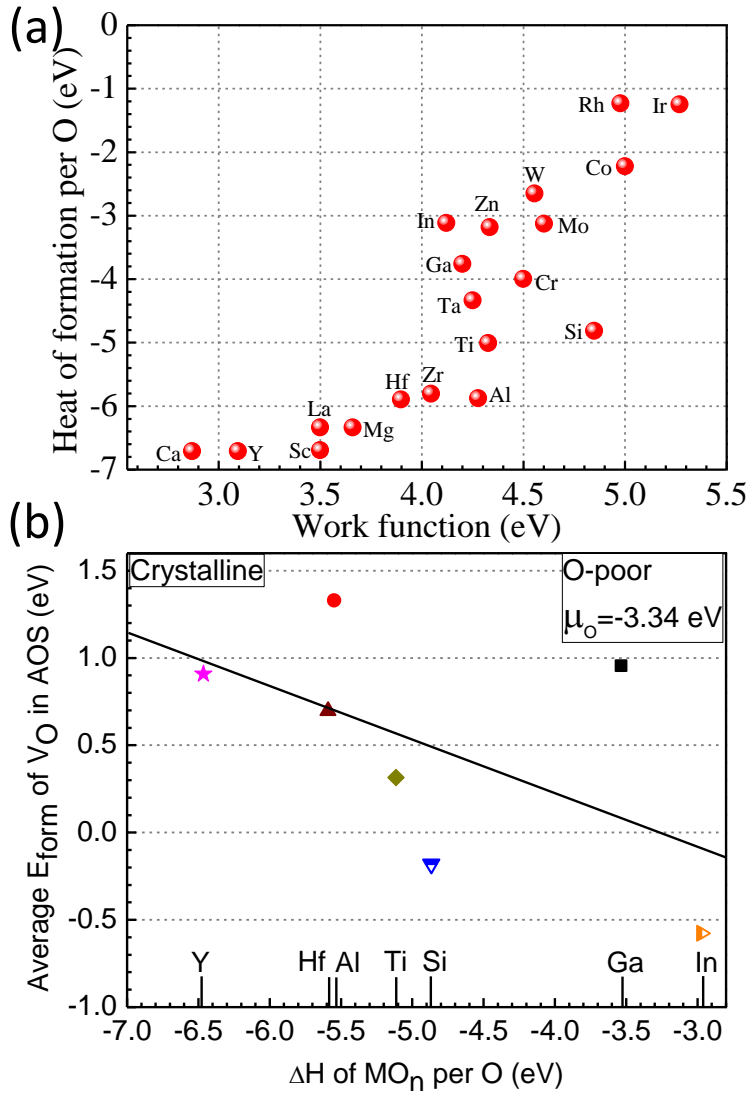 (a)
Heat of formation per O (eV)
0
-1
-2
-3
-4
-5
-6
-7
Rh
Ir
Co
W
Zn
In
Mo
Ga
Cr
Ta
Si
Ti
Zr
Hf
Al
La
Mg
Ca
Y
Sc
3.0 3.5 4.0 4.5 5.0 5.5
Work function (eV)
(b)
Average E_form of V_O in AOS (eV)
1.5
1.0
0.5
0.0
-0.5
-1.0
Crystalline
O-poor
μ_O=-3.34 eV
Y Hf Al Ti Si Ga In
-7.0 -6.5 -6.0 -5.5 -5.0 -4.5 -4.0 -3.5 -3.0
ΔH of MO_n per O (eV)